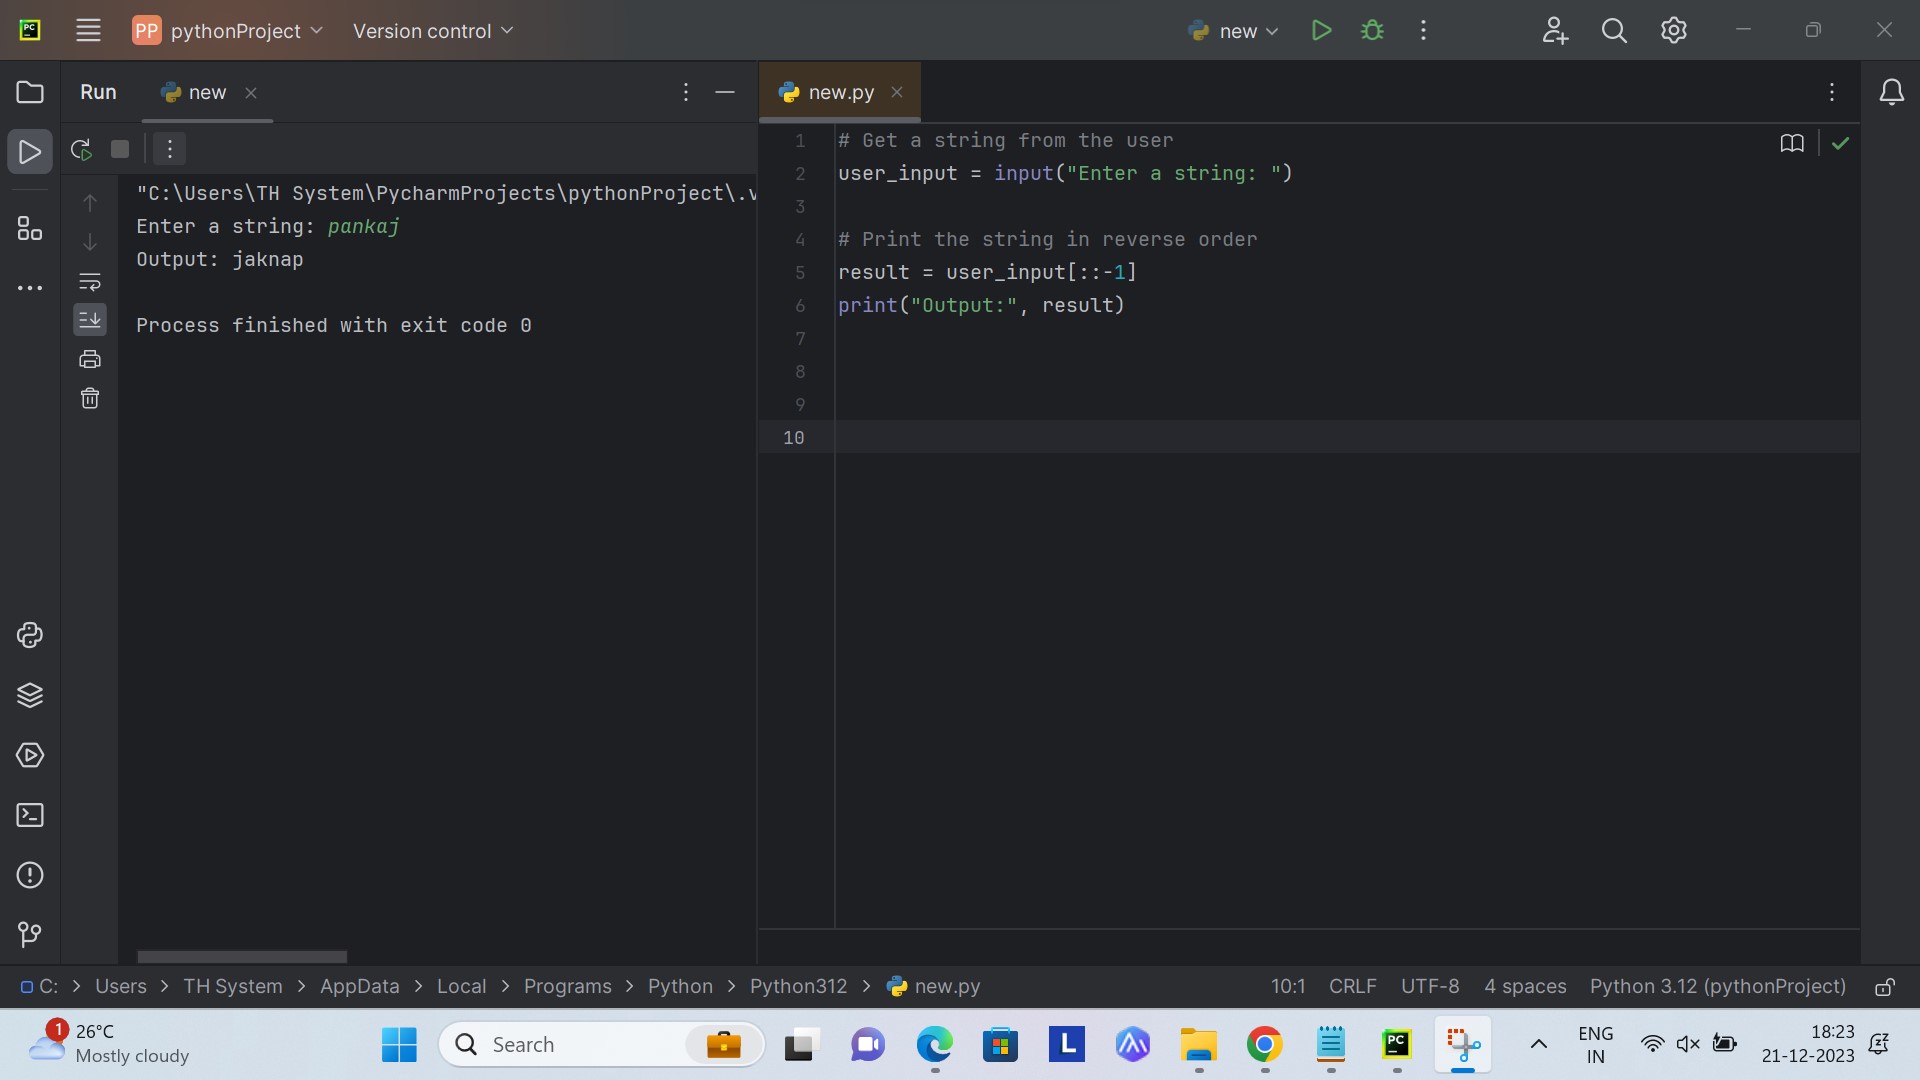 PP pythonProject Version control new
Run new
new.py
"C:\Users\TH System\PycharmProjects\pythonProject\.v
Enter a string: pankaj
Output: jaknap
Process finished with exit code 0
1 # Get a string from the user
2 user_input = input("Enter a string: ")
3
4 # Print the string in reverse order
5 result = user_input[::-1]
6 print("Output:", result)
7
8
9
10
C: > Users > TH System > AppData > Local > Programs > Python > Python312 > new.py
10:1 CRLF UTF-8 4 spaces Python 3.12 (pythonProject)
1
26°C
Mostly cloudy
Search
L
PC
ENG
IN
18:23
21-12-2023